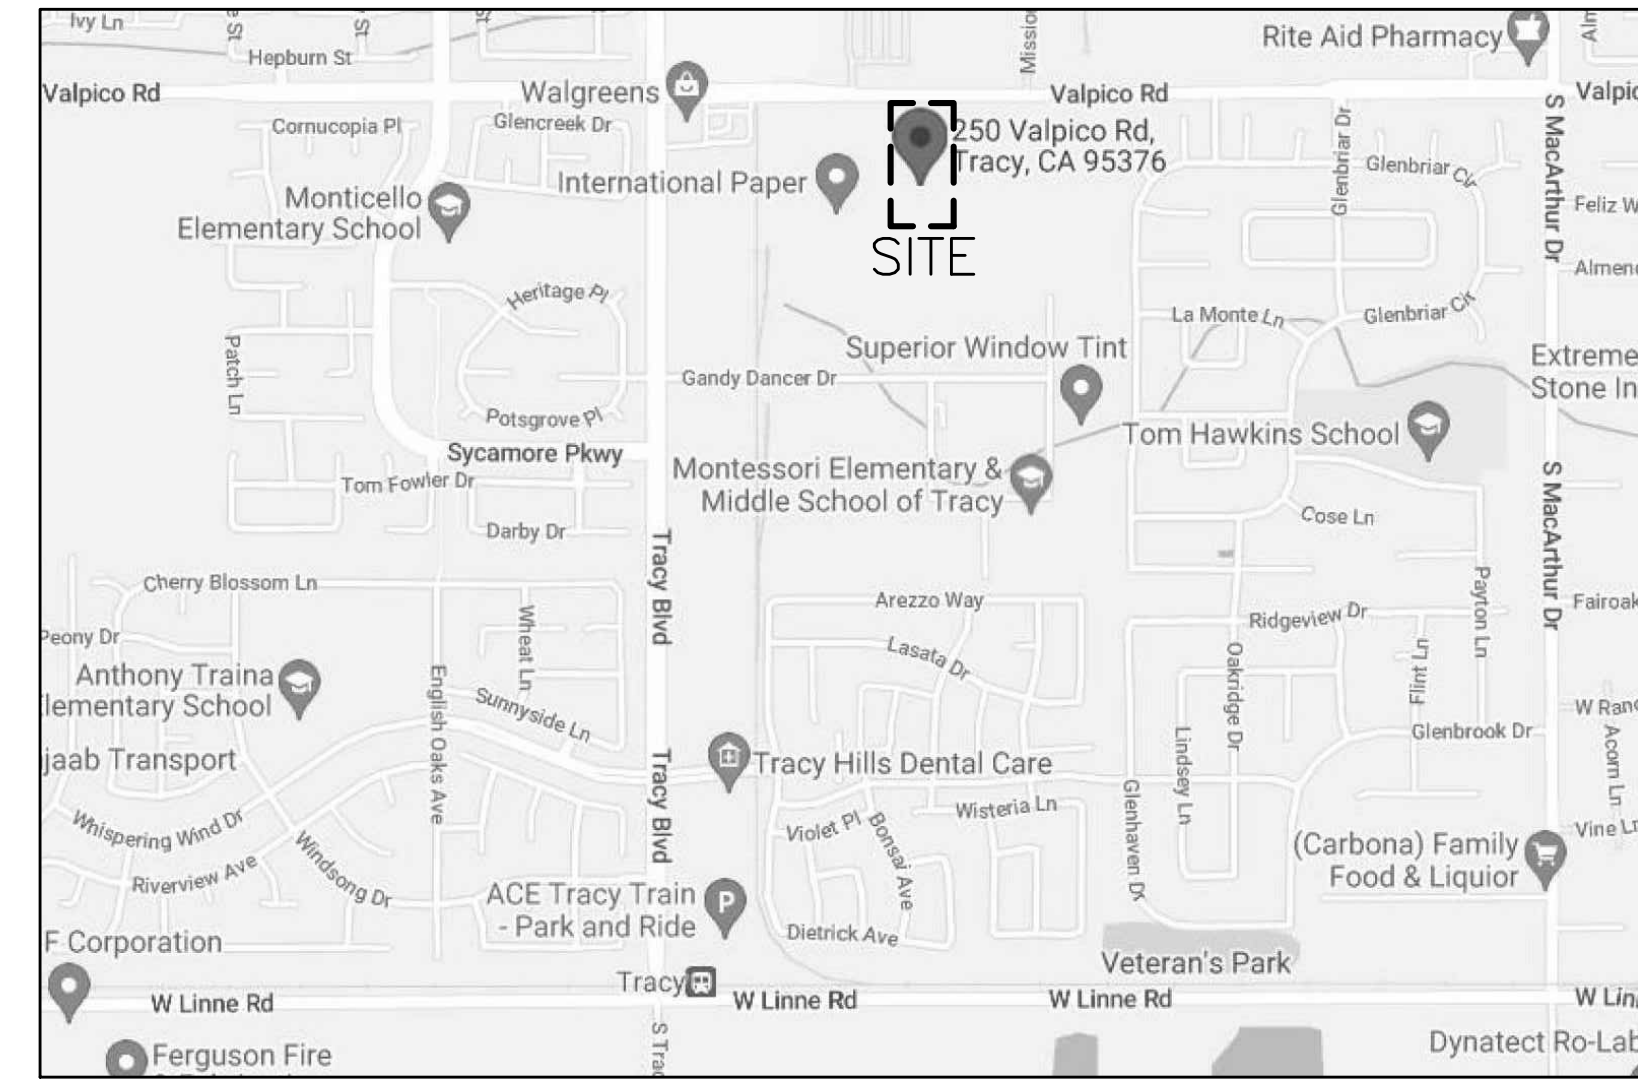 Ivy Ln
Hepburn St
Rite Aid Pharmacy
Valpico Rd
Walgreens
Valpico Rd
Cornucopia Pl
Glencreek Dr
250 Valpico Rd,
Tracy, CA 95376
International Paper
Glenbriar Dr
Glenbriar Cir
S MacArthur Dr
Monticello
Elementary School
SITE
Feliz W
Heritage Pl
La Monte Ln
Glenbriar Cir
Patch Ln
Superior Window Tint
Extreme
Stone In
Gandy Dancer Dr
Potsgrove Pl
Sycamore Pkwy
Tom Hawkins School
Tom Fowler Dr
Montessori Elementary &
Middle School of Tracy
S MacArthur Dr
Darby Dr
Cose Ln
Tracy Blvd
Cherry Blossom Ln
Wheat Ln
Arezzo Way
Payton Ln
Peony Dr
Ridgeview Dr
Lasata Dr
Oakridge Dr
Flint Ln
Anthony Traina
Elementary School
English Oaks Ave
Sunnyside Ln
Glenbrook Dr
Acorn Ln
jaab Transport
Tracy Blvd
Tracy Hills Dental Care
Lindsey Ln
Glenhaven Dr
Whispering Wind Dr
Violet Pl
Bonsai Ave
Wisteria Ln
(Carbona) Family
Food & Liquior
Riverview Ave
Windsong Dr
ACE Tracy Train
- Park and Ride
P
Dietrick Ave
F Corporation
Veteran's Park
Tracy
W Linne Rd
W Linne Rd
W Linne Rd
S Trac
Ferguson Fire
Dynatect Ro-Lab